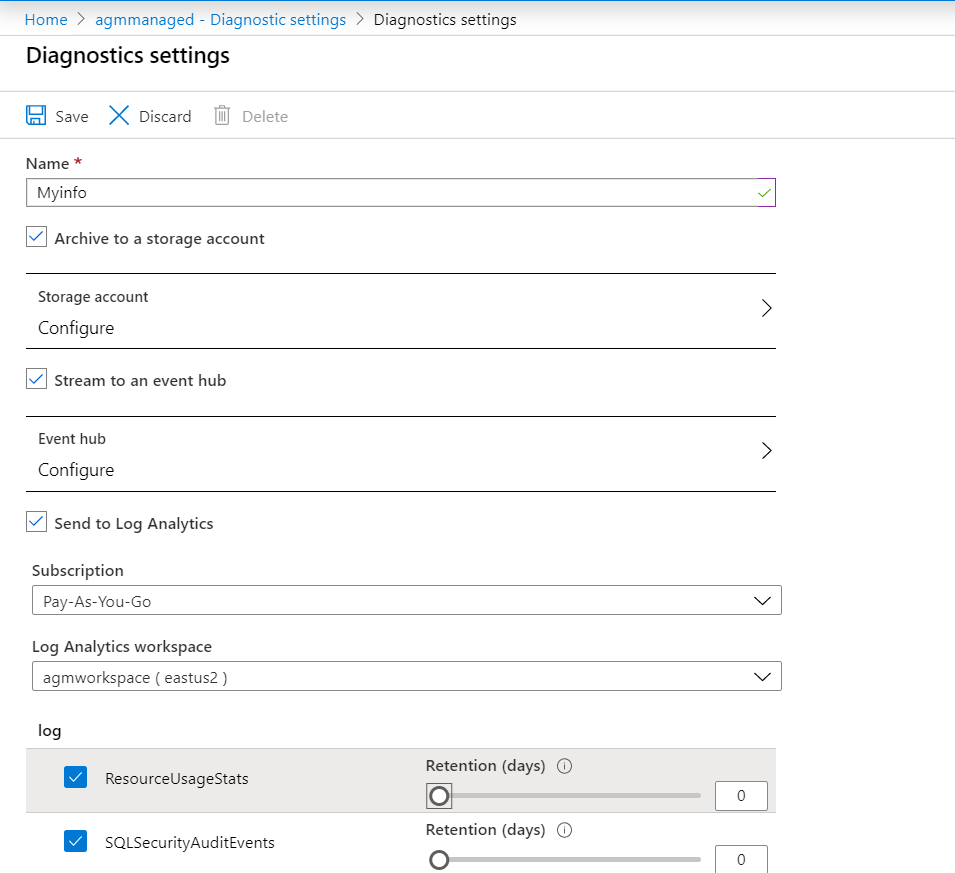 Home > agmmanaged - Diagnostic settings > Diagnostics settings
Diagnostics settings
Save Discard Delete
Name *
Myinfo
Archive to a storage account
Storage account
Configure
Stream to an event hub
Event hub
Configure
Send to Log Analytics
Subscription
Pay-As-You-Go
Log Analytics workspace
agmworkspace ( eastus2 )
log
Retention (days)
ResourceUsageStats
0
Retention (days)
SQLSecurityAuditEvents
0